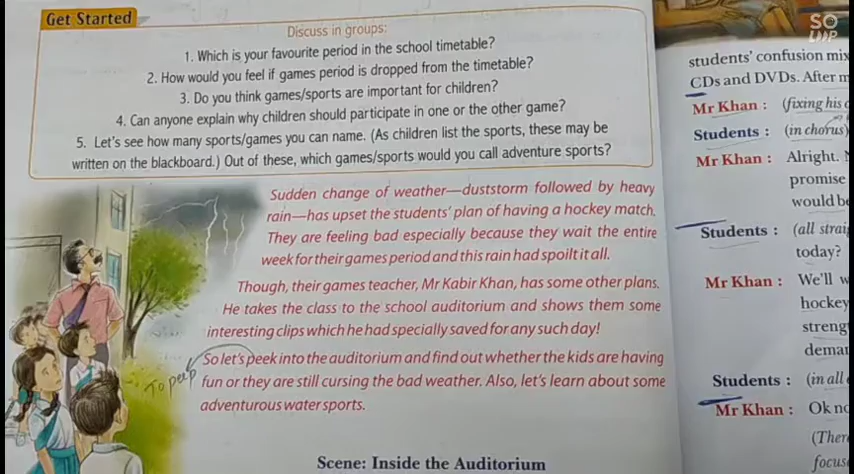 Get Started
Discuss in groups:
1. Which is your favourite period in the school timetable?
2. How would you feel if games period is dropped from the timetable?
3. Do you think games/sports are important for children?
4. Can anyone explain why children should participate in one or the other game?
5. Let's see how many sports/games you can name. (As children list the sports, these may be
written on the blackboard.) Out of these, which games/sports would you call adventure sports?
Sudden change of weather—duststorm followed by heavy
rain—has upset the students' plan of having a hockey match.
They are feeling bad especially because they wait the entire
week for their games period and this rain had spoilt it all.
Though, their games teacher, Mr Kabir Khan, has some other plans.
He takes the class to the school auditorium and shows them some
interesting clips which he had specially saved for any such day!
So let's peek into the auditorium and find out whether the kids are having
To peep
fun or they are still cursing the bad weather. Also, let's learn about some
adventurous water sports.
Scene: Inside the Auditorium
SO
LOOP
students' confusion mix
CDs and DVDs. After m
Mr Khan : (fixing his
Students : (in chorus)
Mr Khan : Alright.
promise
would be
Students : (all strai
today?
Mr Khan : We'll w
hockey
streng
deman
Students : (in all
Mr Khan : Ok no
(Ther
focus